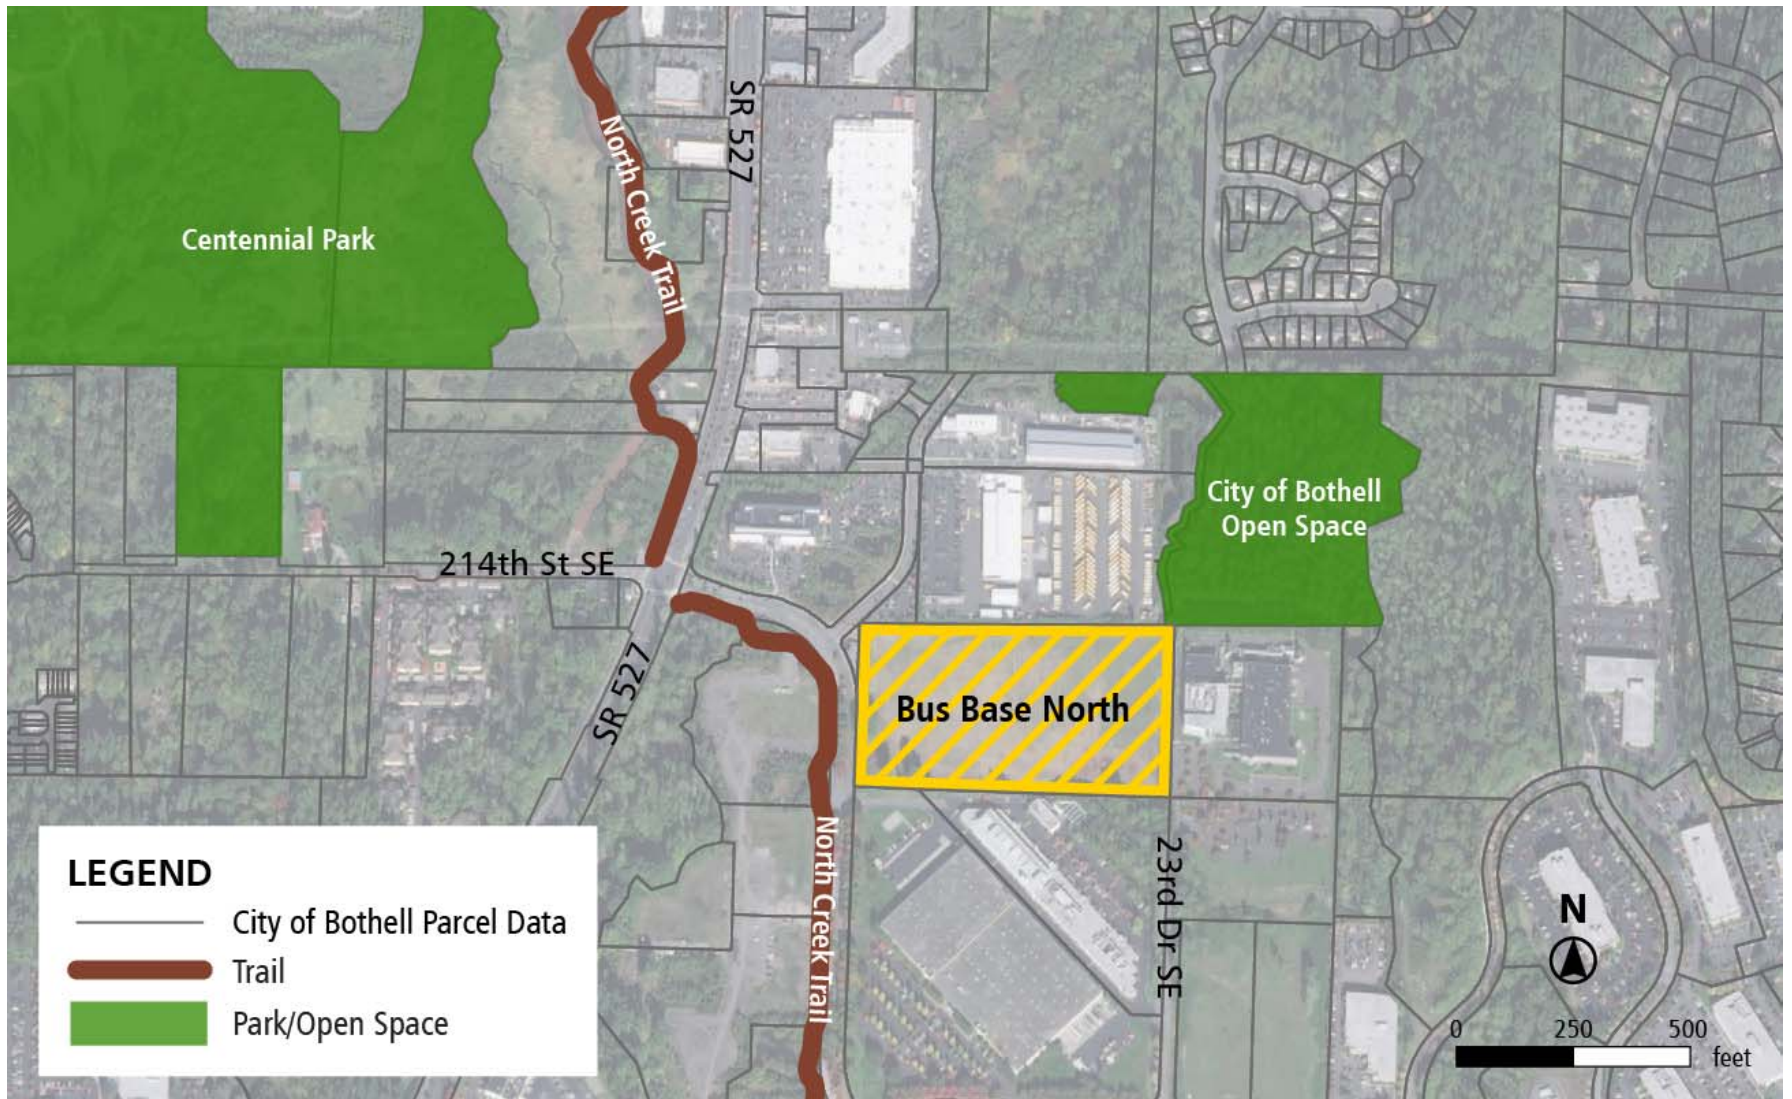 SR 527
North Creek Trail
Centennial Park
City of Bothell
Open Space
214th St SE
SR 527
Bus Base North
North Creek Trail
23rd Dr SE
LEGEND
City of Bothell Parcel Data
Trail
Park/Open Space
N
0 250 500
feet